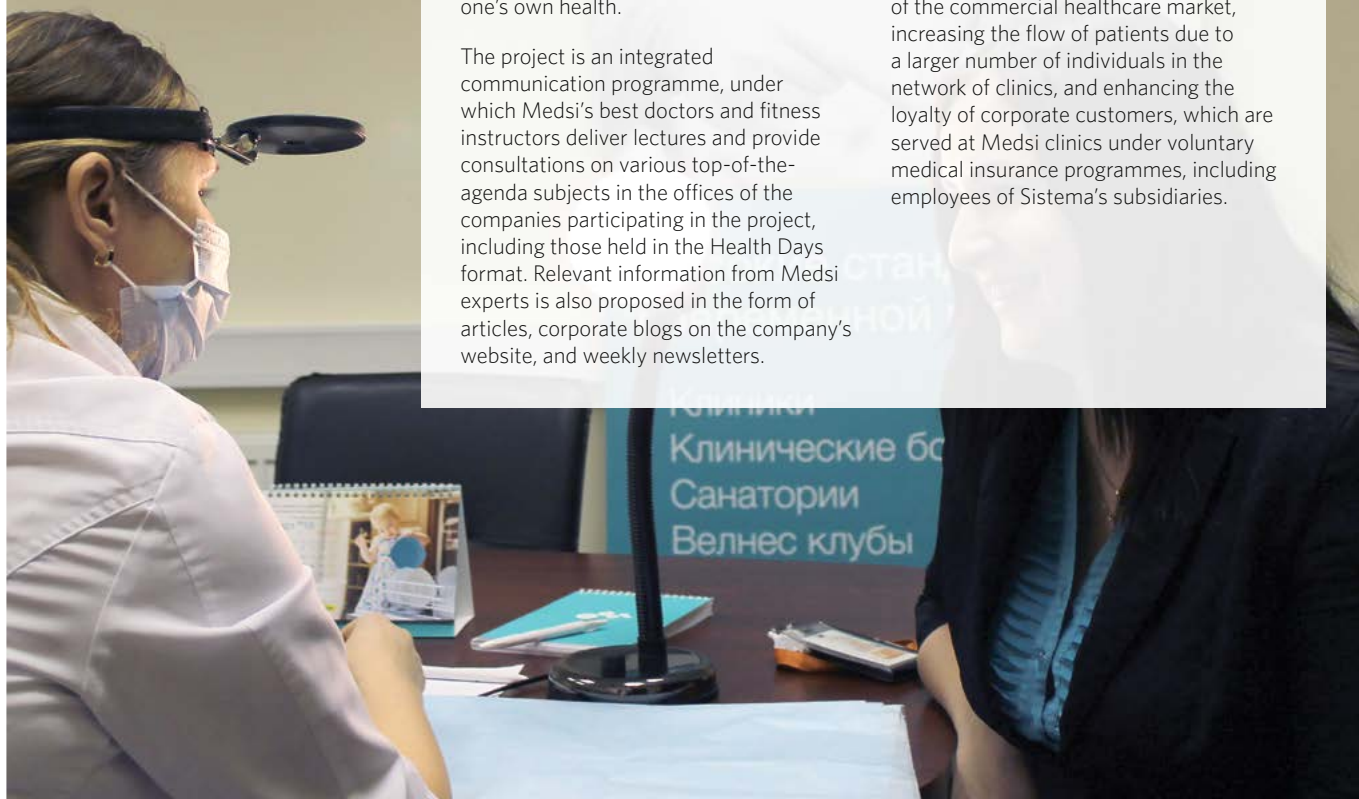 one's own health.
The project is an integrated
communication programme, under
which Medsi's best doctors and fitness
instructors deliver lectures and provide
consultations on various top-of-the-
agenda subjects in the offices of the
companies participating in the project,
including those held in the Health Days
format. Relevant information from Medsi
experts is also proposed in the form of
articles, corporate blogs on the company's
website, and weekly newsletters.
of the commercial healthcare market,
increasing the flow of patients due to
a larger number of individuals in the
network of clinics, and enhancing the
loyalty of corporate customers, which are
served at Medsi clinics under voluntary
medical insurance programmes, including
employees of Sistema's subsidiaries.
Клиники
Клинические бо
Санатории
Велнес клубы